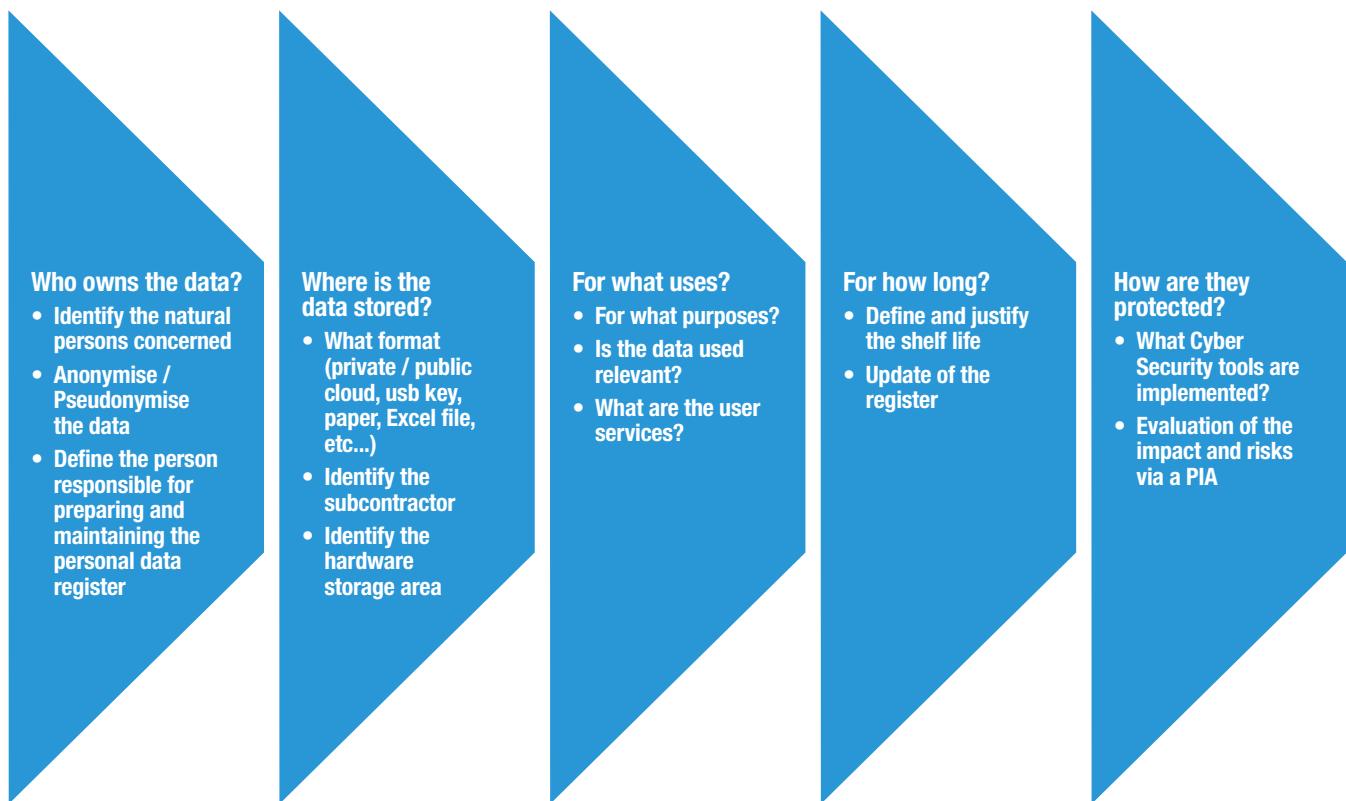 Who owns the data?
• Identify the natural
persons concerned
• Anonymise /
Pseudonymise
the data
• Define the person
responsible for
preparing and
maintaining the
personal data
register
Where is the
data stored?
• What format
(private / public
cloud, usb key,
paper, Excel file,
etc...)
• Identify the
subcontractor
• Identify the
hardware
storage area
For what uses?
• For what purposes?
• Is the data used
relevant?
• What are the user
services?
For how long?
• Define and justify
the shelf life
• Update of the
register
How are they
protected?
• What Cyber
Security tools are
implemented?
• Evaluation of the
impact and risks
via a PIA